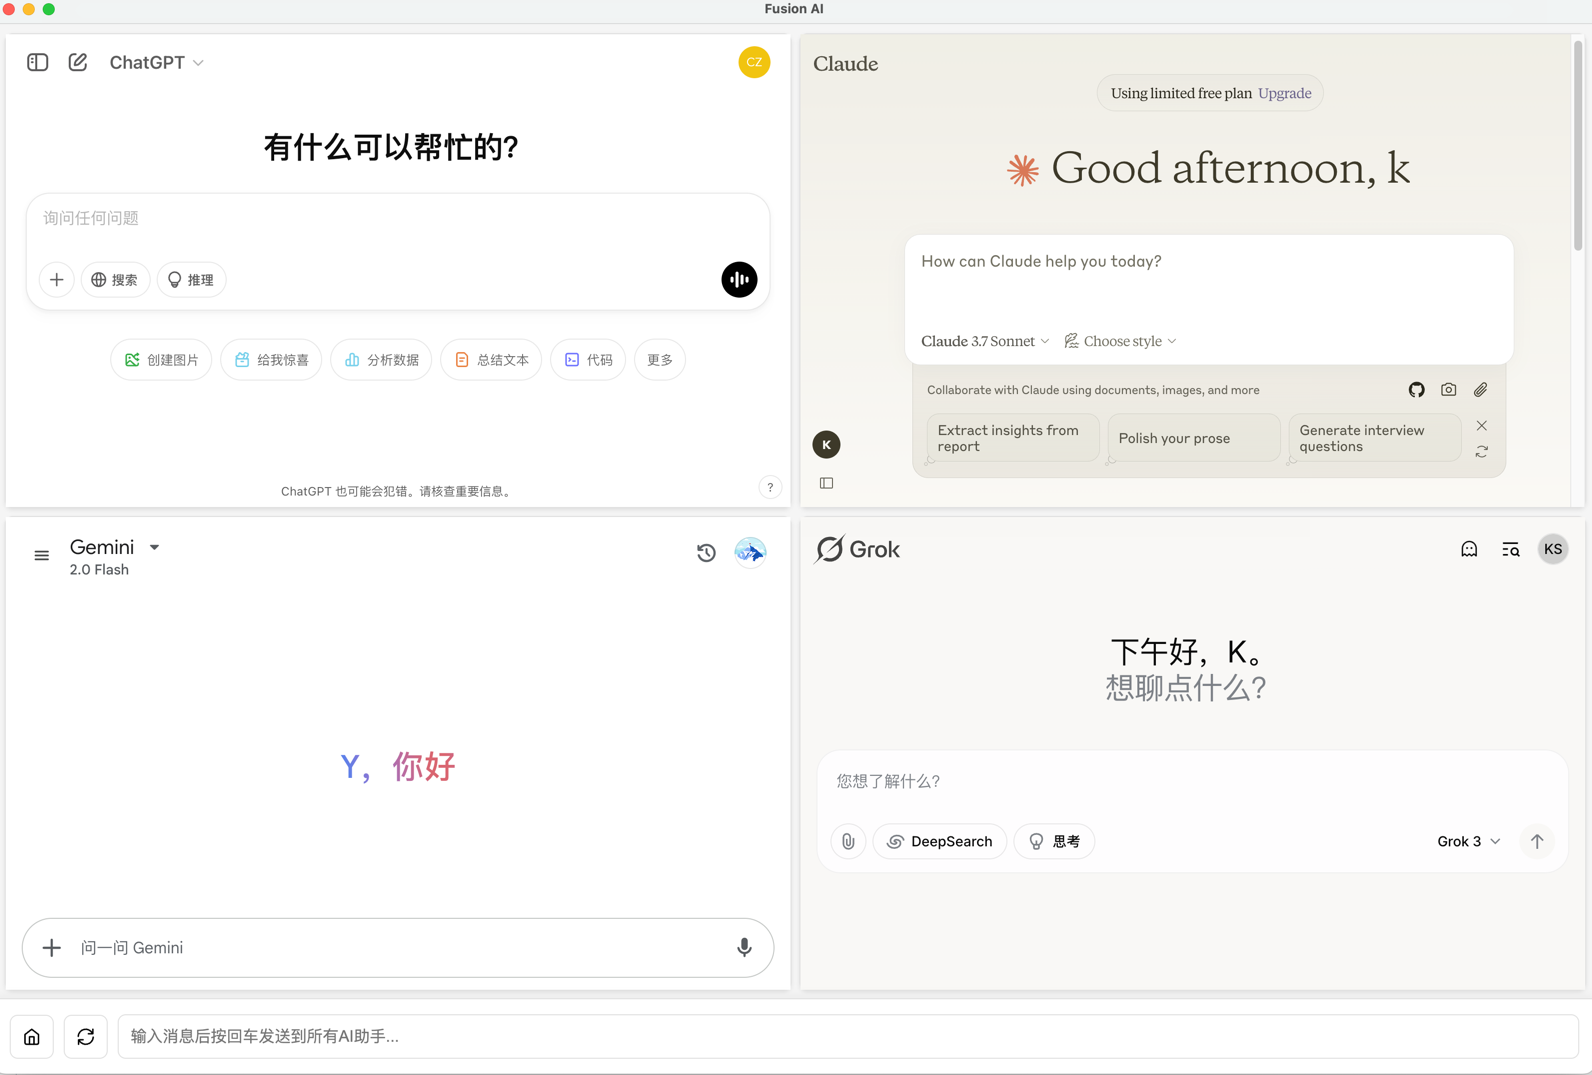 Fusion AI
ChatGPT
CZ
有什么可以帮忙的?
询问任何问题
搜索
推理
创建图片
给我惊喜
分析数据
总结文本
代码
更多
ChatGPT 也可能会犯错。请核查重要信息。
?
Claude
Using limited free plan Upgrade
Good afternoon, k
How can Claude help you today?
Claude 3.7 Sonnet
Choose style
Collaborate with Claude using documents, images, and more
Extract insights from
report
Polish your prose
Generate interview
questions
K
Gemini
2.0 Flash
Y，你好
问一问 Gemini
Grok
KS
下午好，K。
想聊点什么？
您想了解什么？
DeepSearch
思考
Grok 3
输入消息后按回车发送到所有AI助手...